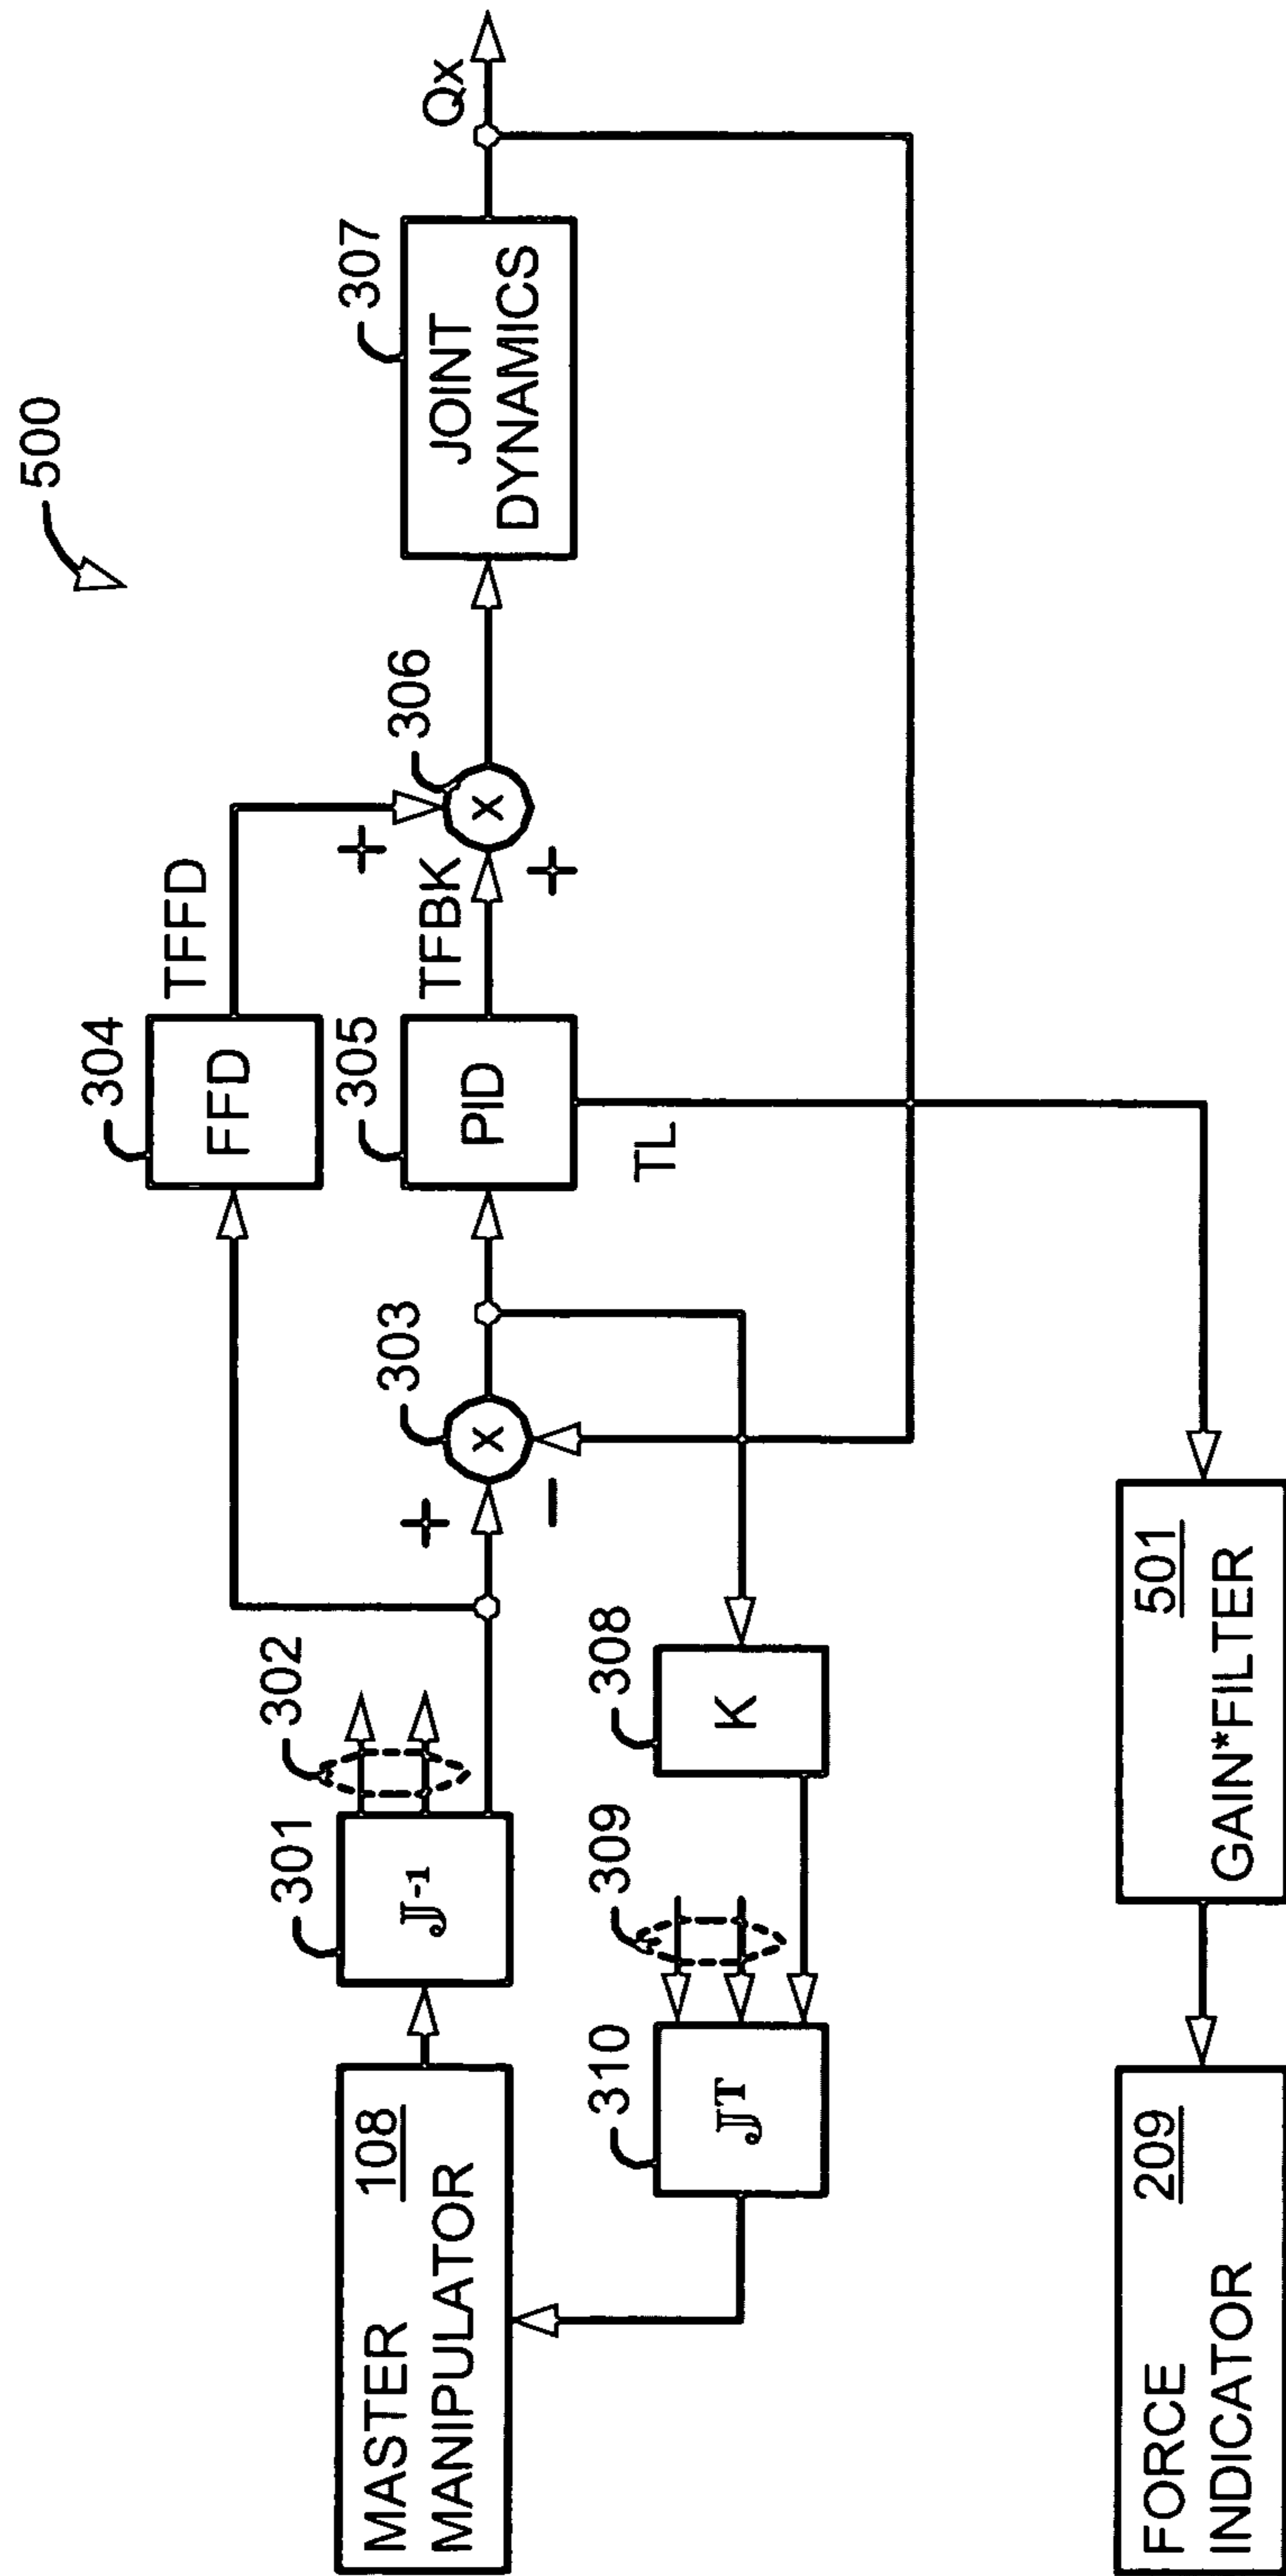 500
304
FFD
TFFD
302
301
𝕁-1
108
MASTER
MANIPULATOR
+
303
X
−
305
PID
TFBK
+
306
X
+
307
JOINT
DYNAMICS
Qx
TL
308
K
309
310
𝕁T
501
GAIN*FILTER
209
FORCE
INDICATOR